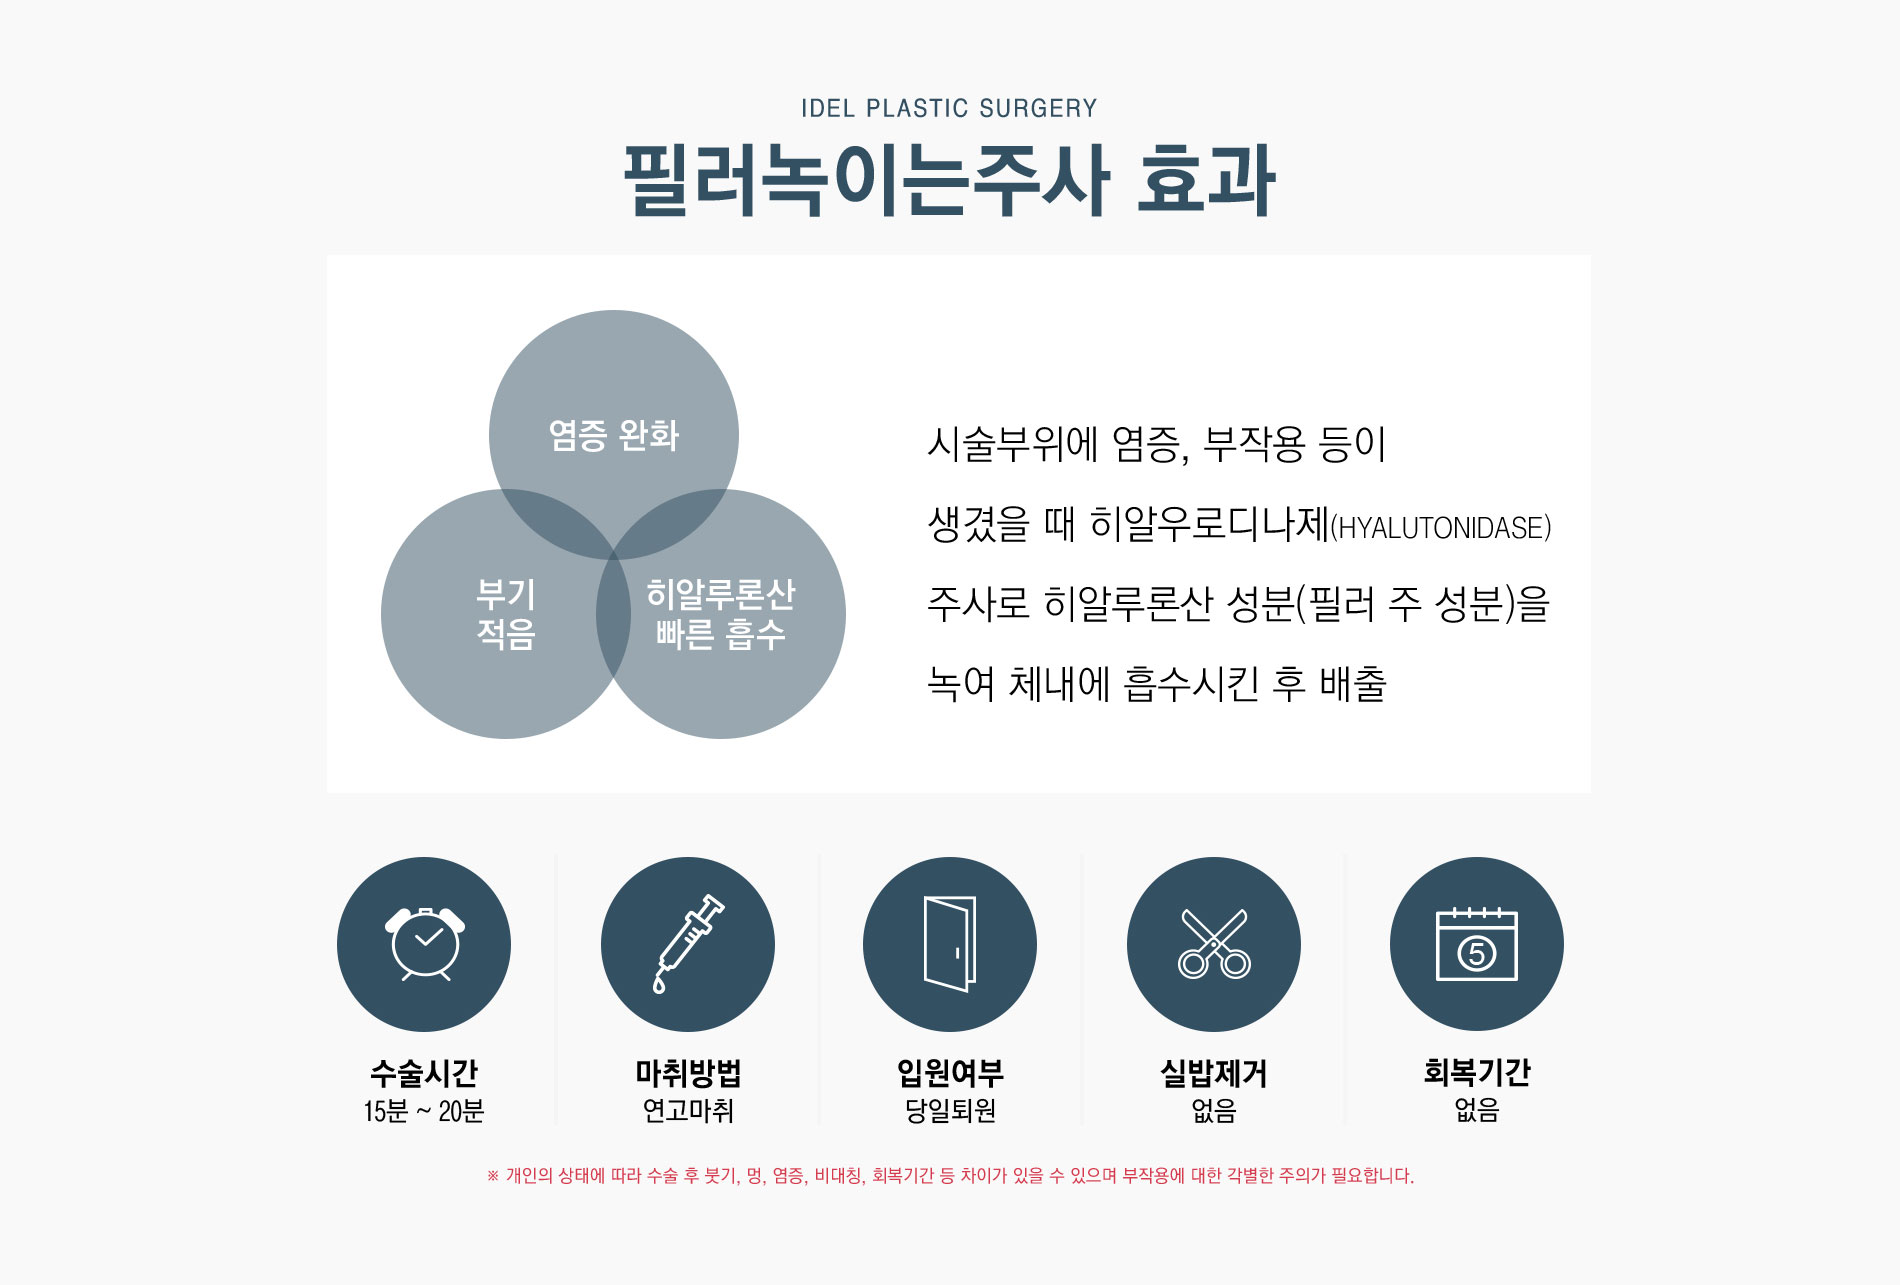 IDEL PLASTIC SURGERY
필러녹이는주사 효과
염증 완화
부기
적음
히알루론산
빠른 흡수
시술부위에 염증, 부작용 등이
생겼을 때 히알우로디나제(HYALUTONIDASE)
주사로 히알루론산 성분(필러 주 성분)을
녹여 체내에 흡수시킨 후 배출
5
수술시간
15분 ~ 20분
마취방법
연고마취
입원여부
당일퇴원
실밥제거
없음
회복기간
없음
※ 개인의 상태에 따라 수술 후 붓기, 멍, 염증, 비대칭, 회복기간 등 차이가 있을 수 있으며 부작용에 대한 각별한 주의가 필요합니다.